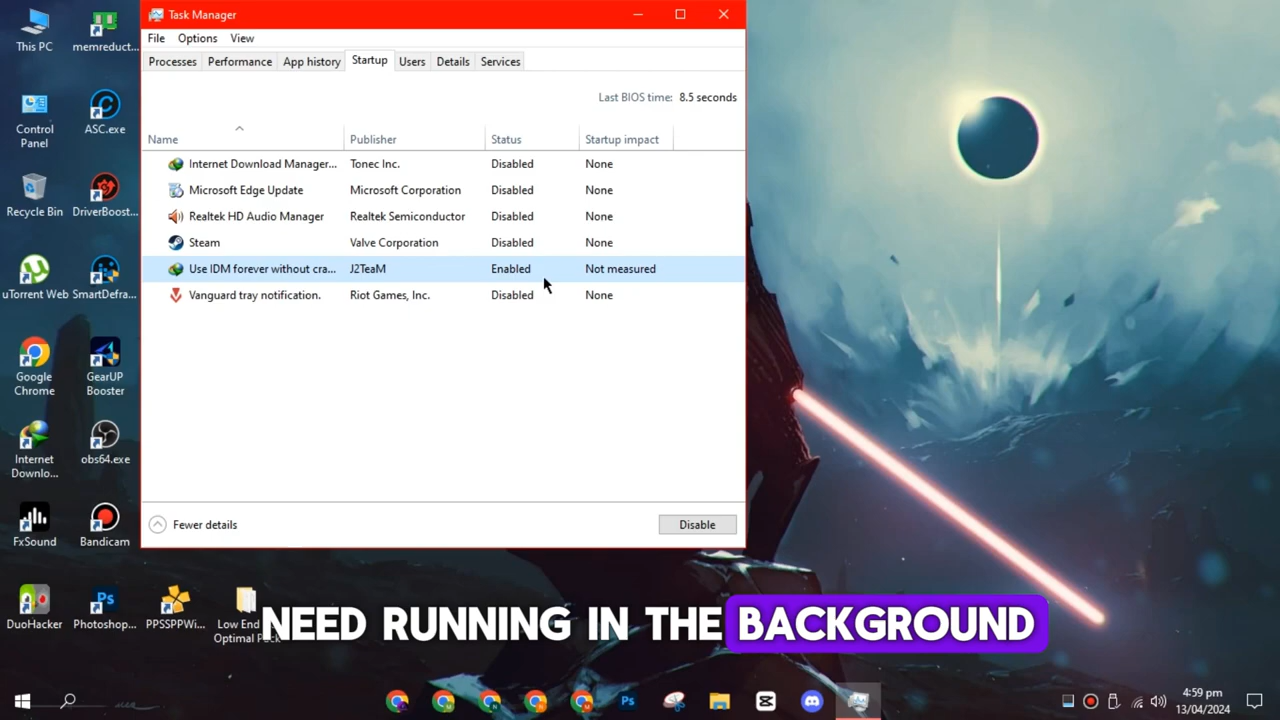 Task Manager
File Options View
Processes Performance App history Startup Users Details Services
Last BIOS time: 8.5 seconds
Name Publisher Status Startup impact
Internet Download Manager... Tonec Inc. Disabled None
Microsoft Edge Update Microsoft Corporation Disabled None
Realtek HD Audio Manager Realtek Semiconductor Disabled None
Steam Valve Corporation Disabled None
Use IDM forever without cra... J2TeaM Enabled Not measured
Vanguard tray notification. Riot Games, Inc. Disabled None
Fewer details Disable
This PC
memreduct...
Control
Panel
ASC.exe
Recycle Bin
DriverBoost...
uTorrent Web
SmartDefra...
Google
Chrome
GearUP
Booster
Internet
Downlo...
obs64.exe
FxSound
Bandicam
DuoHacker
Photoshop...
PPSSPPWi...
Low End
Optimal
NEED RUNNING IN THE BACKGROUND
4:59 pm
13/04/2024